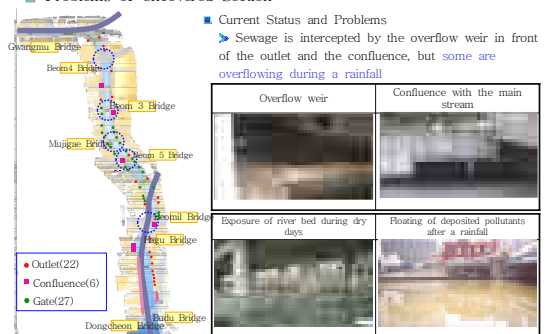 Current Status and Problems
Sewage is intercepted by the overflow weir in front
of the outlet and the confluence, but some are
overflowing during a rainfall
Overflow weir
Confluence with the main
stream
Exposure of river bed during dry
days
Roating of deposited pollutants
after a rainfall
Gwangmu Bridge
Beom4 Bridge
Beom 3 Bridge
Mujigae Bridge
Beom 5 Bridge
Beomil Bridge
Hogu Bridge
Budu Bridge
Dongcheon Bridge
Outlet(22)
Confluence(6)
Gate(27)